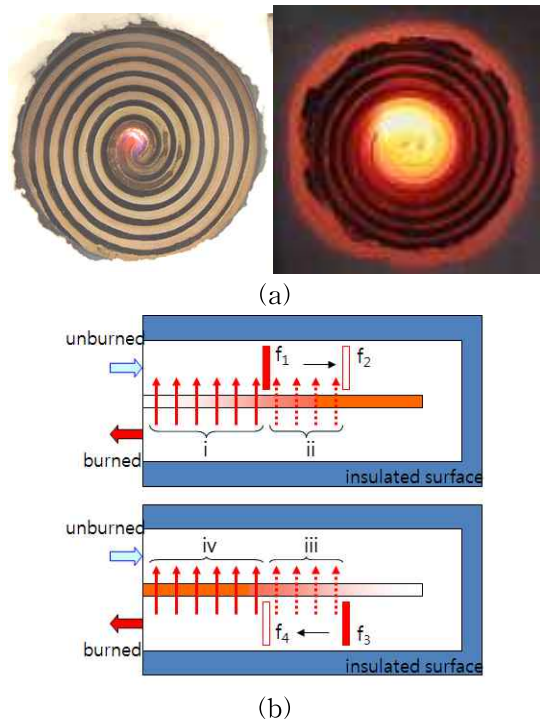 (a)
unburned
f₁
f₂
i
ii
burned
insulated surface
unburned
iv
iii
f₄
f₃
burned
insulated surface
(b)